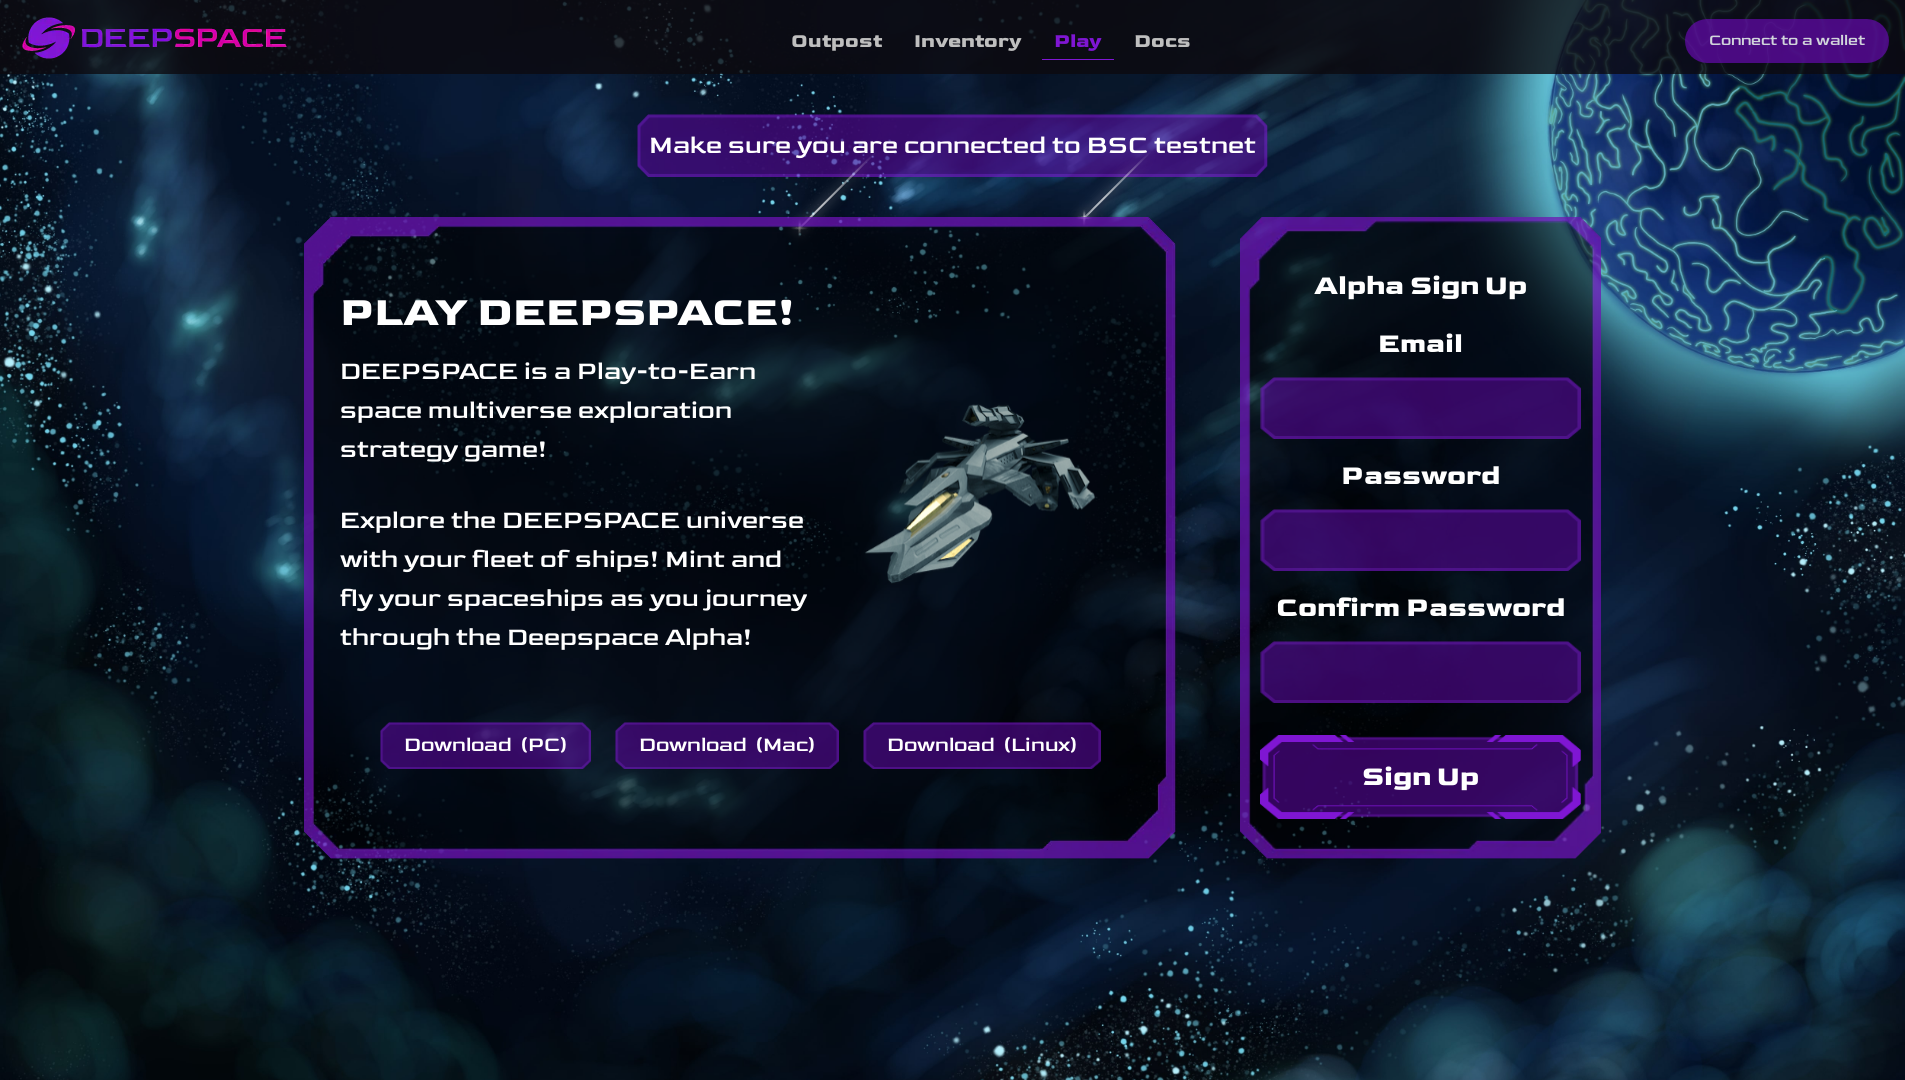 DEEPSPACE
Outpost
Inventory
Play
Docs
Connect to a wallet
Make sure you are connected to BSC testnet
PLAY DEEPSPACE!
DEEPSPACE is a Play-to-Earn
space multiverse exploration
strategy game!
Explore the DEEPSPACE universe
with your fleet of ships! Mint and
fly your spaceships as you journey
through the Deepspace Alpha!
Download (PC)
Download (Mac)
Download (Linux)
Alpha Sign Up
Email
Password
Confirm Password
Sign Up